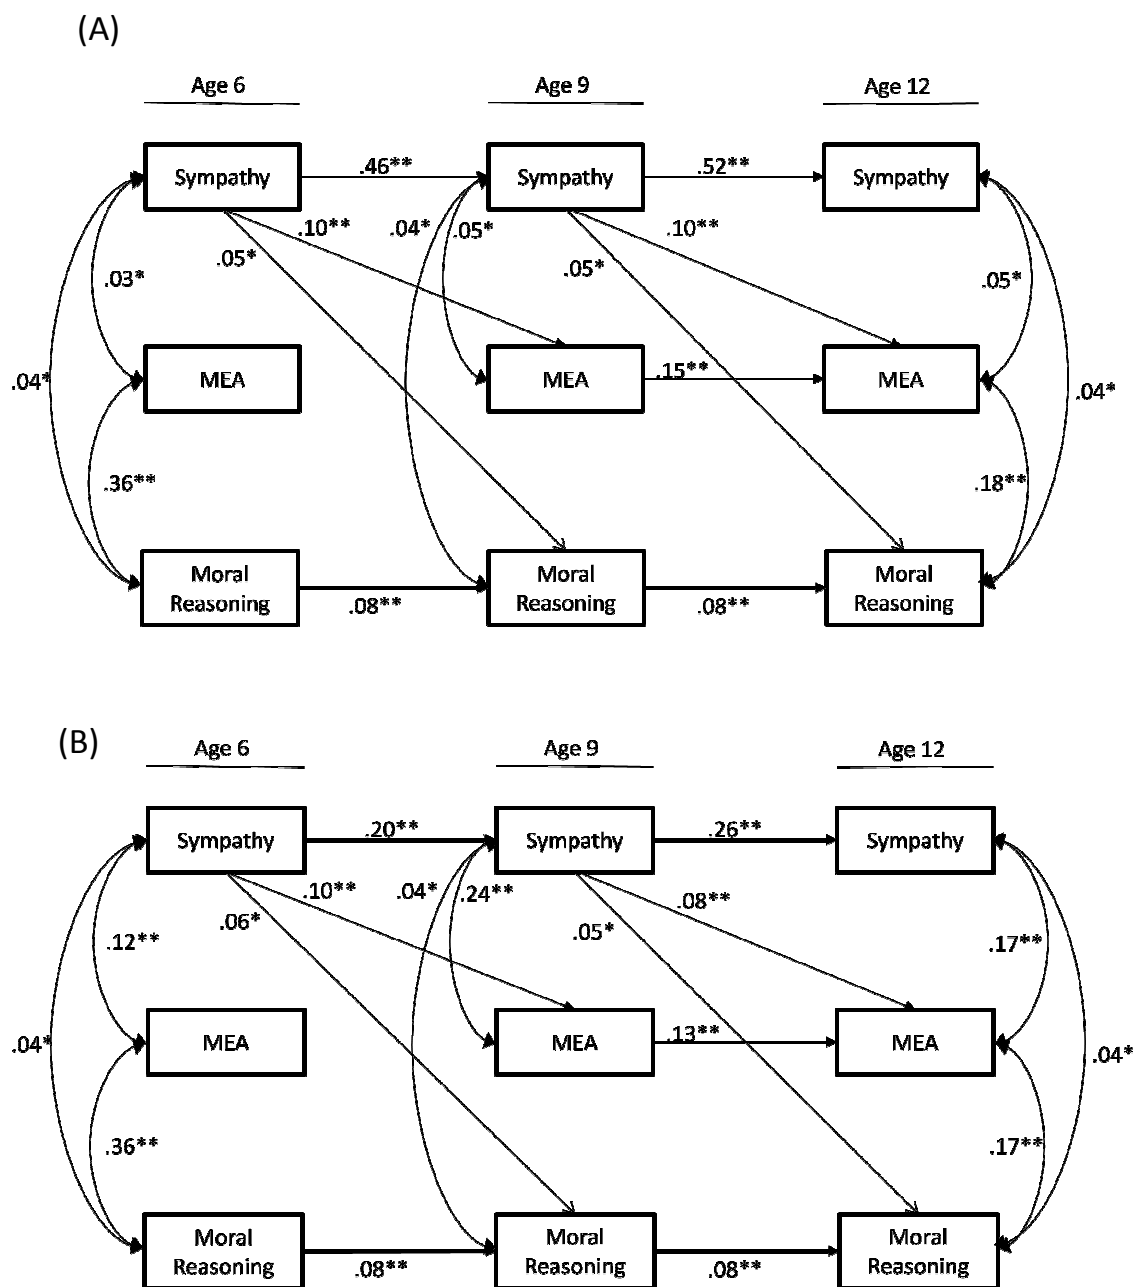 (A)
Age 6 Age 9 Age 12
Sympathy .46** Sympathy .52** Sympathy
.10** .04* .05* .10**
.05* .05*
.03* .05*
.04* MEA MEA .15** MEA .04*
.36** .18**
Moral Moral Moral
Reasoning .08** Reasoning .08** Reasoning
(B)
Age 6 Age 9 Age 12
Sympathy .20** Sympathy .26** Sympathy
.10** .04* .24** .08**
.06* .05*
.12** .17**
.04* MEA MEA .13** MEA .04*
.36** .17**
Moral Moral Moral
Reasoning .08** Reasoning .08** Reasoning